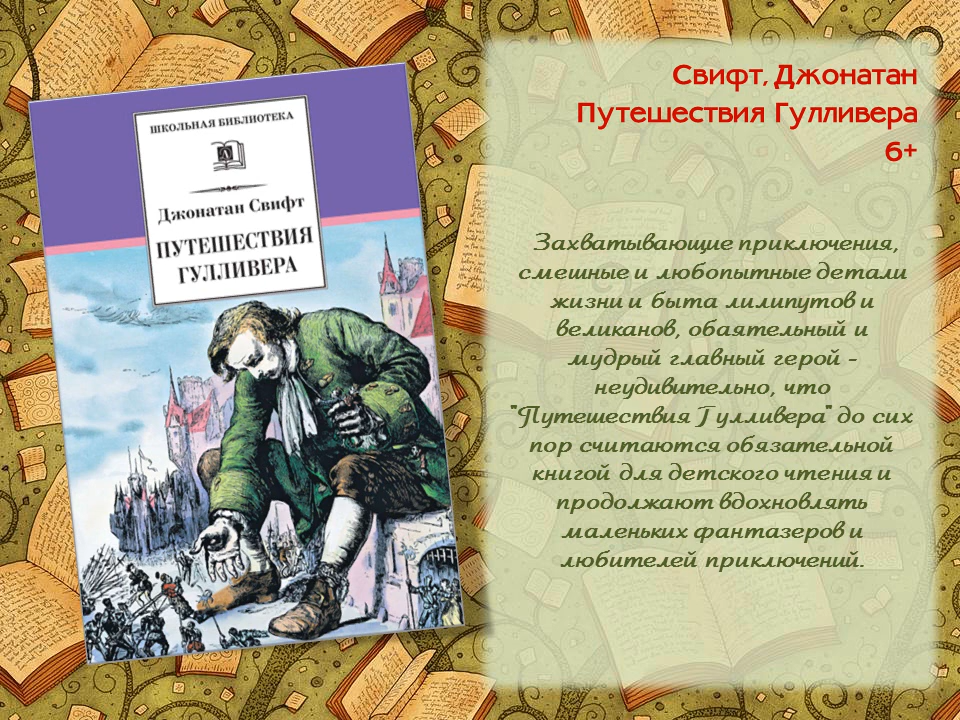 ШКОЛЬНАЯ БИБЛИОТЕКА
Джонатан Свифт
ПУТЕШЕСТВИЯ
ГУЛЛИВЕРА
Свифт, Джонатан
Путешествия Гулливера
6+
Захватывающие приключения,
смешные и любопытные детали
жизни и быта лилипутов и
великанов, обаятельный и
мудрый главный герой –
неудивительно, что
"Путешествия Гулливера" до сих
пор считаются обязательной
книгой для детского чтения и
продолжают вдохновлять
маленьких фантазеров и
любителей приключений.